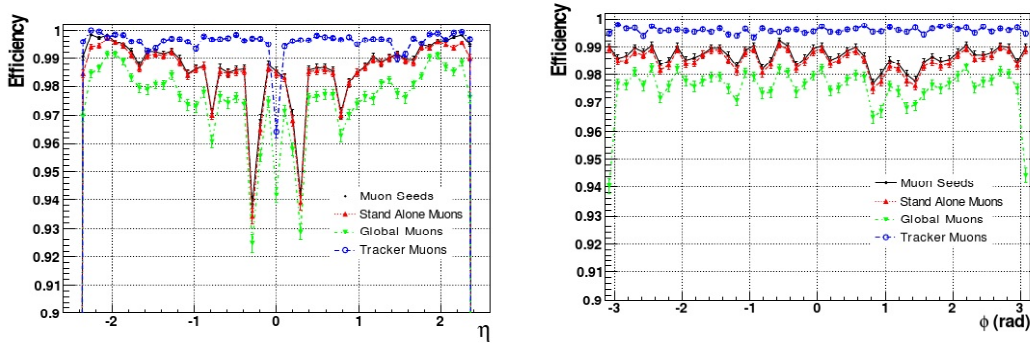 Efficiency
1
0.99
0.98
0.97
0.96
0.95
0.94
0.93
0.92
0.91
0.9
Muon Seeds
Stand Alone Muons
Global Muons
Tracker Muons
-2
-1
0
1
2
η
Efficiency
1
0.99
0.98
0.97
0.96
0.95
0.94
0.93
0.92
0.91
0.9
Muon Seeds
Stand Alone Muons
Global Muons
Tracker Muons
-3
-2
-1
0
1
2
3
ϕ (rad)